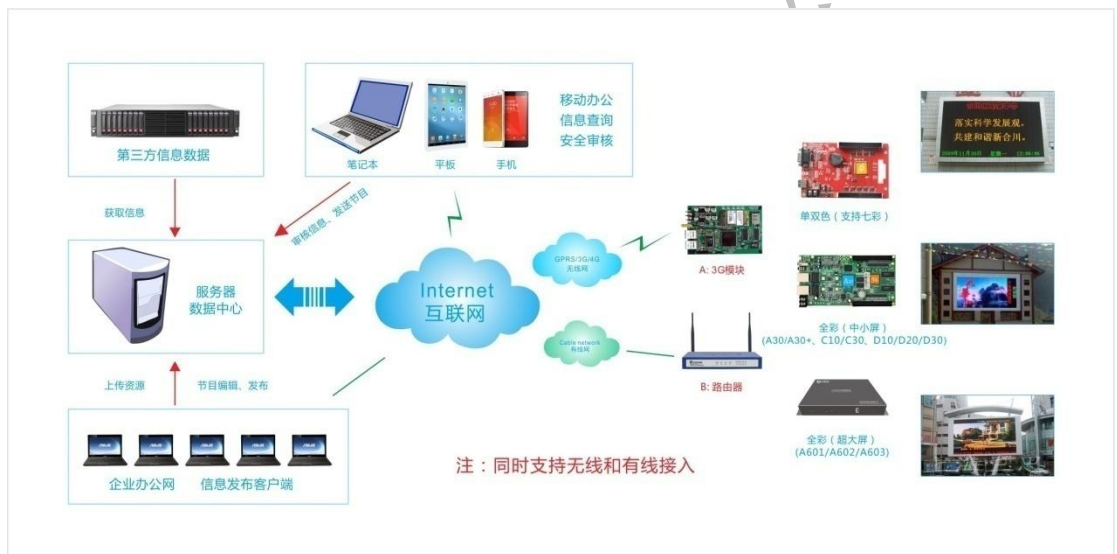 第三方信息数据
移动办公
信息查询
安全审核
笔记本
平板
手机
获取信息
审核信息、发送节目
服务器
数据中心
Internet
互联网
GPRS/3G/4G
无线网
Cable network
有线网
A: 3G模块
B: 路由器
单双色（支持七彩）
全彩（中小屏）
(A30/A30+、C10/C30、D10/D20/D30)
全彩（超大屏）
(A601/A602/A603)
落实科学发展观，
共建和谐新合川。
上传资源
节目编辑、发布
企业办公网
信息发布客户端
注：同时支持无线和有线接入